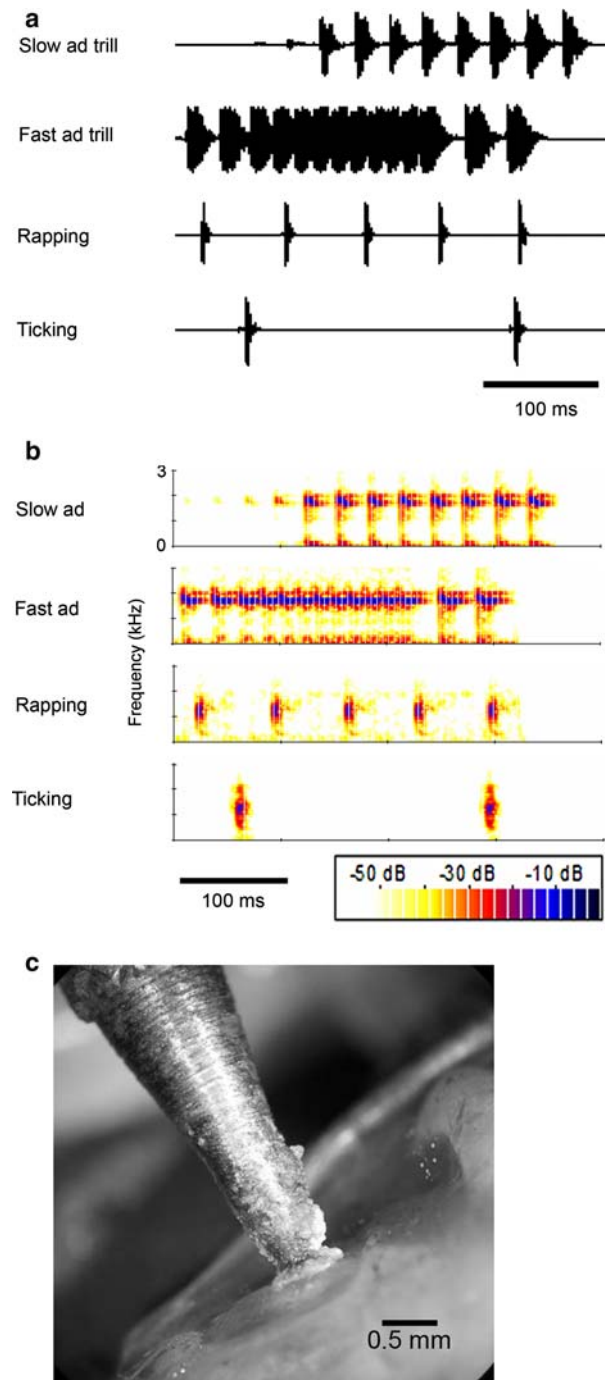 a
Slow ad trill
Fast ad trill
Rapping
Ticking
100 ms
b
3
Slow ad
0
Fast ad
Frequency (kHz)
Rapping
Ticking
-50 dB -30 dB -10 dB
100 ms
c
0.5 mm